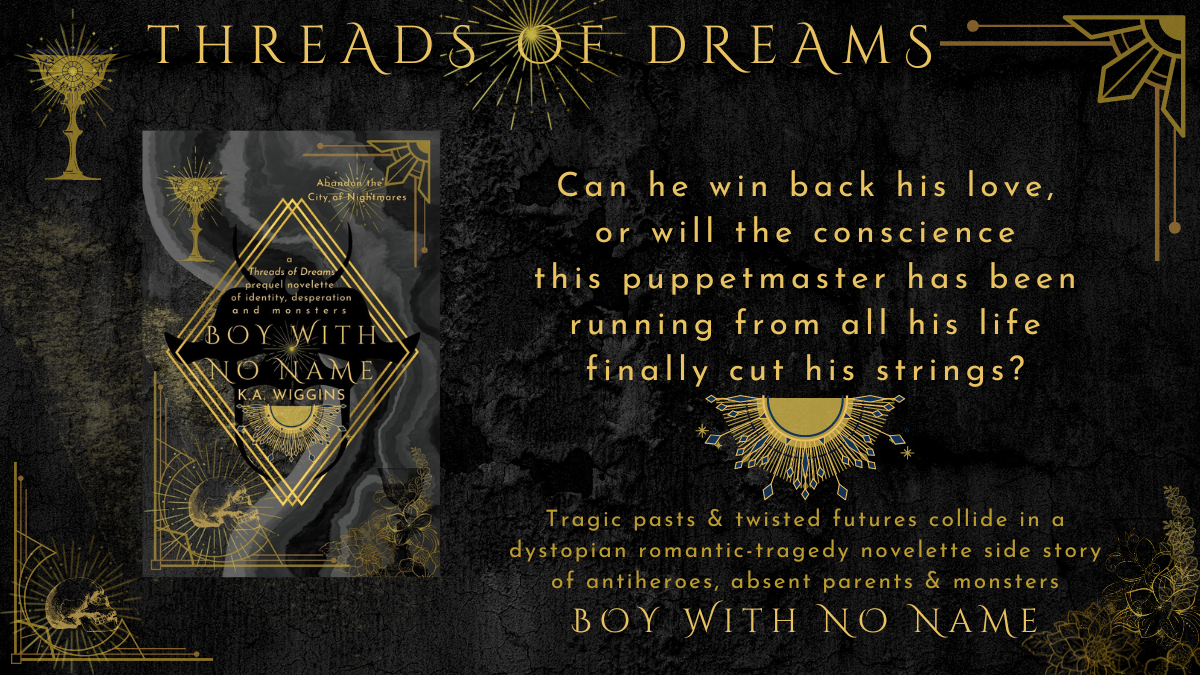 THREADS OF DREAMS
Abandon the
City of Nightmares
a
Threads of Dreams
prequel novelette
of identity, desperation
and monsters
BOY WITH
NO NAME
K.A. WIGGINS
Can he win back his love,
or will the conscience
this puppetmaster has been
running from all his life
finally cut his strings?
Tragic pasts & twisted futures collide in a
dystopian romantic-tragedy novelette side story
of antiheroes, absent parents & monsters
BOY WITH NO NAME